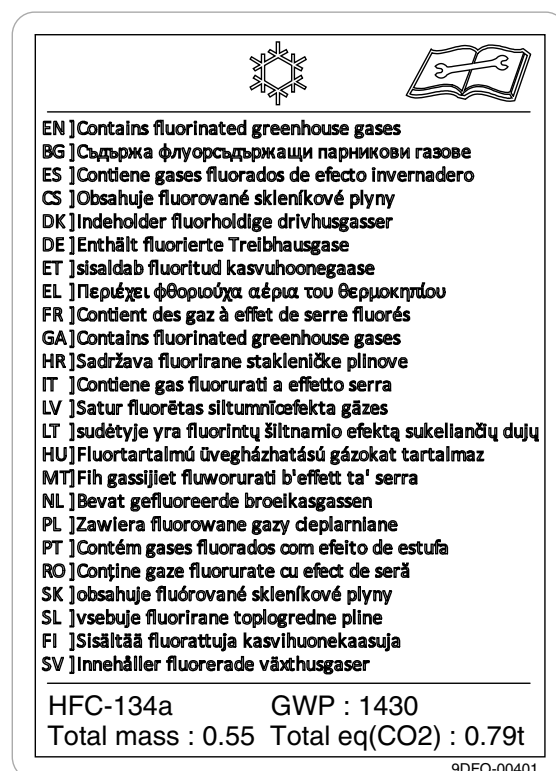 EN ]Contains fluorinated greenhouse gases
BG ]Съдържа флуорсъдържащи парникови газове
ES ]Contiene gases fluorados de efecto invernadero
CS ]Obsahuje fluorované skleníkové plyny
DK ]Indeholder fluorholdige drivhusgasser
DE ]Enthält fluorierte Treibhausgase
ET ]sisaldab fluoritud kasvuhoonegaase
EL ]Περιέχει φθοριούχα αέρια του θερμοκηπίου
FR ]Contient des gaz à effet de serre fluorés
GA]Contains fluorinated greenhouse gases
HR]Sadržava fluorirane stakleničke plinove
IT ]Contiene gas fluorurati a effetto serra
LV ]Satur fluorētas siltumnīcefekta gāzes
LT ]sudėtyje yra fluorintų šiltnamio efektą sukeliančių dujų
HU]Fluortartalmú üvegházhatású gázokat tartalmaz
MT]Fih gassijiet fluworurati b'effett ta' serra
NL ]Bevat gefluoreerde broeikasgassen
PL ]Zawiera fluorowane gazy cieplarniane
PT ]Contém gases fluorados com efeito de estufa
RO ]Conţine gaze fluorurate cu efect de seră
SK ]obsahuje fluórované skleníkové plyny
SL ]vsebuje fluorirane toplogredne pline
FI ]Sisältää fluorattuja kasvihuonekaasuja
SV ]Innehåller fluorerade växthusgaser
HFC-134a GWP : 1430
Total mass : 0.55 Total eq(CO2) : 0.79t